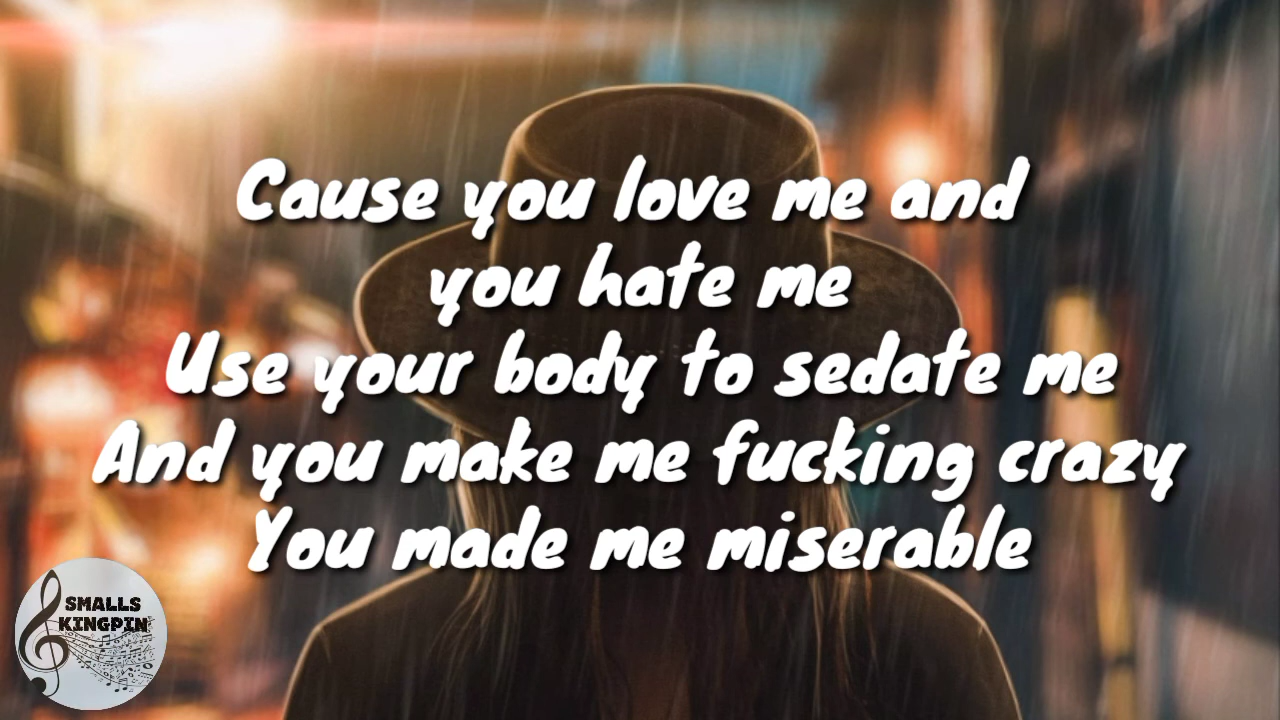 Cause you love me and
you hate me
Use your body to sedate me
And you make me fucking crazy
You made me miserable
SMALLS
KINGPIN